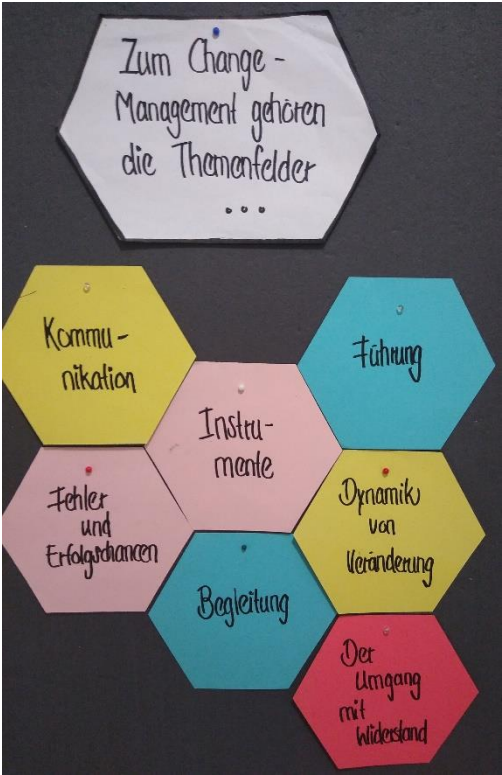 Zum Change-
Management gehören
die Themenfelder
...
Kommu-
nikation
Führung
Instru-
mente
Fehler
und
Erfolgschancen
Dynamik
von
Veränderung
Begleitung
Der
Umgang
mit
Widerstand